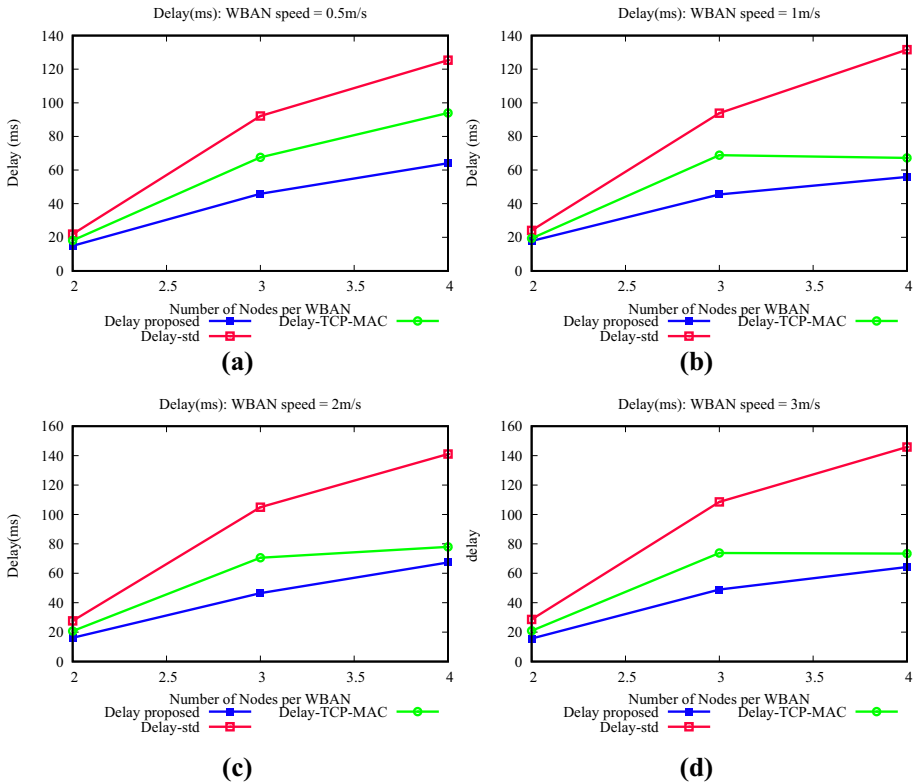 Delay(ms): WBAN speed = 0.5m/s
140
120
100
80
60
40
20
0
Delay (ms)
2
2.5
3
3.5
4
Number of Nodes per WBAN
Delay proposed
Delay-TCP-MAC
Delay-std
(a)
Delay(ms): WBAN speed = 1m/s
140
120
100
80
60
40
20
0
Delay (ms)
2
2.5
3
3.5
4
Number of Nodes per WBAN
Delay proposed
Delay-TCP-MAC
Delay-std
(b)
Delay(ms): WBAN speed = 2m/s
160
140
120
100
80
60
40
20
0
Delay(ms)
2
2.5
3
3.5
4
Number of Nodes per WBAN
Delay proposed
Delay-TCP-MAC
Delay-std
(c)
Delay(ms): WBAN speed = 3m/s
160
140
120
100
80
60
40
20
0
delay
2
2.5
3
3.5
4
Number of Nodes per WBAN
Delay proposed
Delay-TCP-MAC
Delay-std
(d)